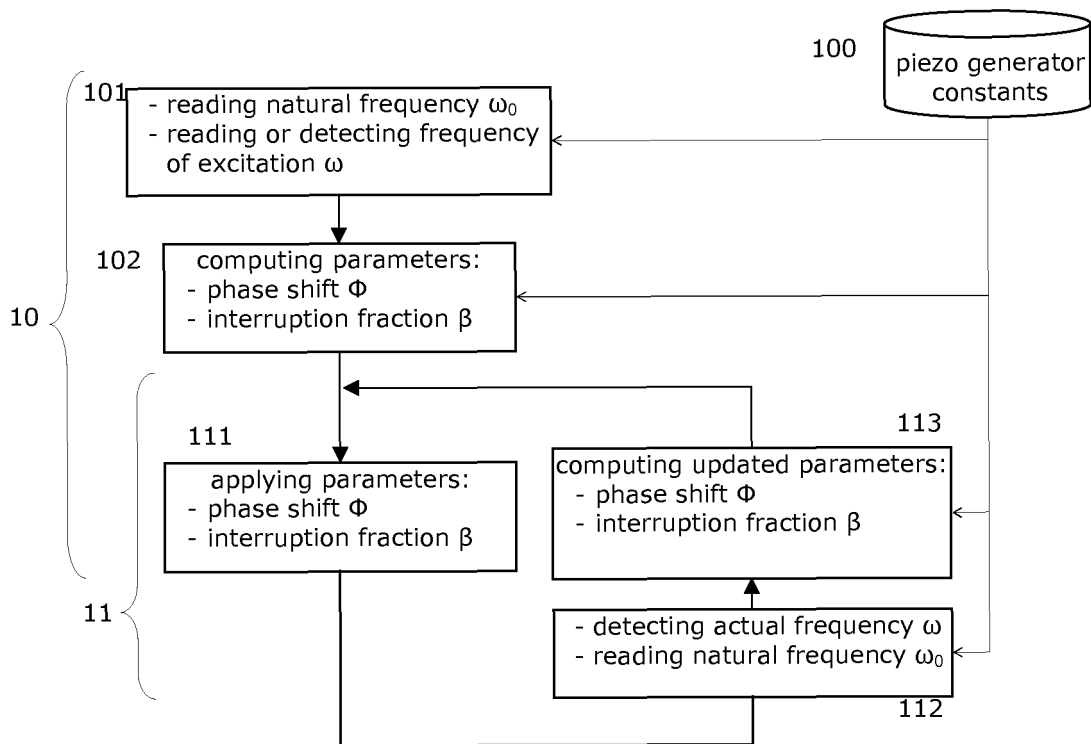 100
piezo generator
constants
101
- reading natural frequency ω₀
- reading or detecting frequency
of excitation ω
102
computing parameters:
- phase shift Φ
- interruption fraction β
10
111
applying parameters:
- phase shift Φ
- interruption fraction β
113
computing updated parameters:
- phase shift Φ
- interruption fraction β
11
- detecting actual frequency ω
- reading natural frequency ω₀
112